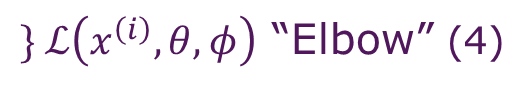 } ℒ(x⁽ⁱ⁾, θ, ϕ) “Elbow” (4)